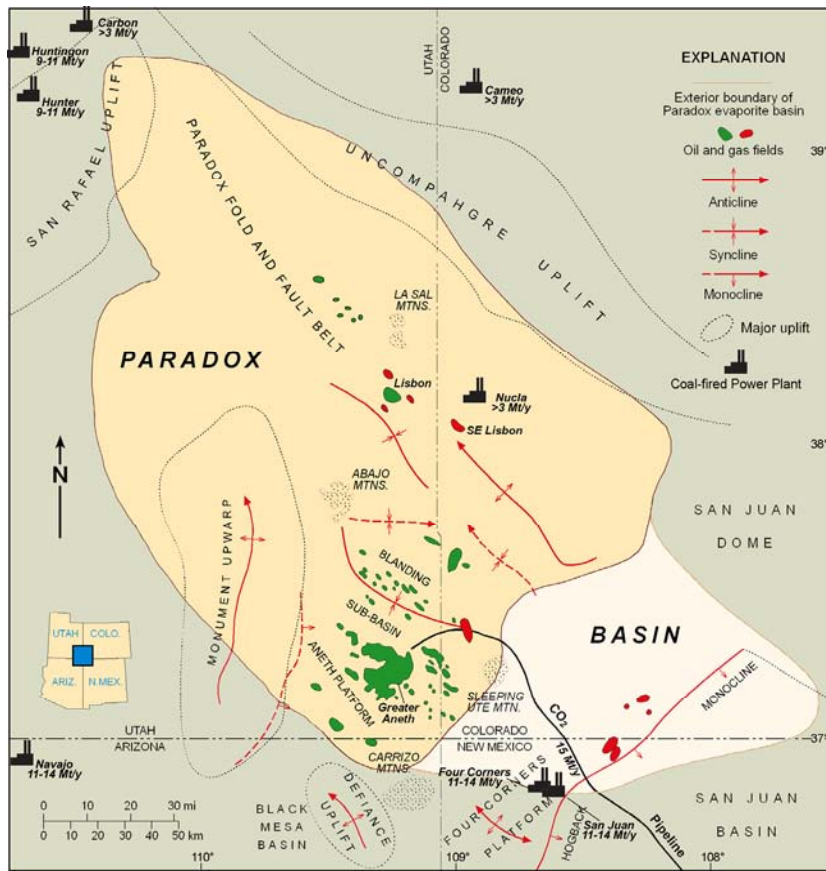 Carbon
>3 Mt/y
Huntingon
9-11 Mt/y
Hunter
9-11 Mt/y
UTAH
COLORADO
Cameo
>3 Mt/y
EXPLANATION
Exterior boundary of
Paradox evaporite basin
Oil and gas fields
Anticline
Syncline
Monocline
Major uplift
Coal-fired Power Plant
39°
SAN RAFAEL UPLIFT
PARADOX FOLD AND FAULT BELT
UNCOMPAHGRE UPLIFT
LA SAL
MTNS.
PARADOX
Lisbon
Nucla
>3 Mt/y
SE Lisbon
38°
N
ABAJO
MTNS.
SAN JUAN
DOME
MONUMENT UPWARP
BLANDING
SUB-BASIN
BASIN
UTAH
COLO.
ARIZ.
N.MEX.
ANETH PLATFORM
Greater
Aneth
SLEEPING
UTE MTN.
CO2
15 Mt/y
Pipeline
MONOCLINE
UTAH
ARIZONA
COLORADO
NEW MEXICO
37°
Navajo
11-14 Mt/y
CARRIZO
MTNS
Four Corners
11-14 Mt/y
0 10 20 30 mi
0 10 20 30 40 50 km
BLACK
MESA
BASIN
DEFIANCE
UPLIFT
FOUR CORNERS
PLATFORM
HOGBACK
San Juan
11-14 Mt/y
SAN JUAN
BASIN
110°
109°
108°